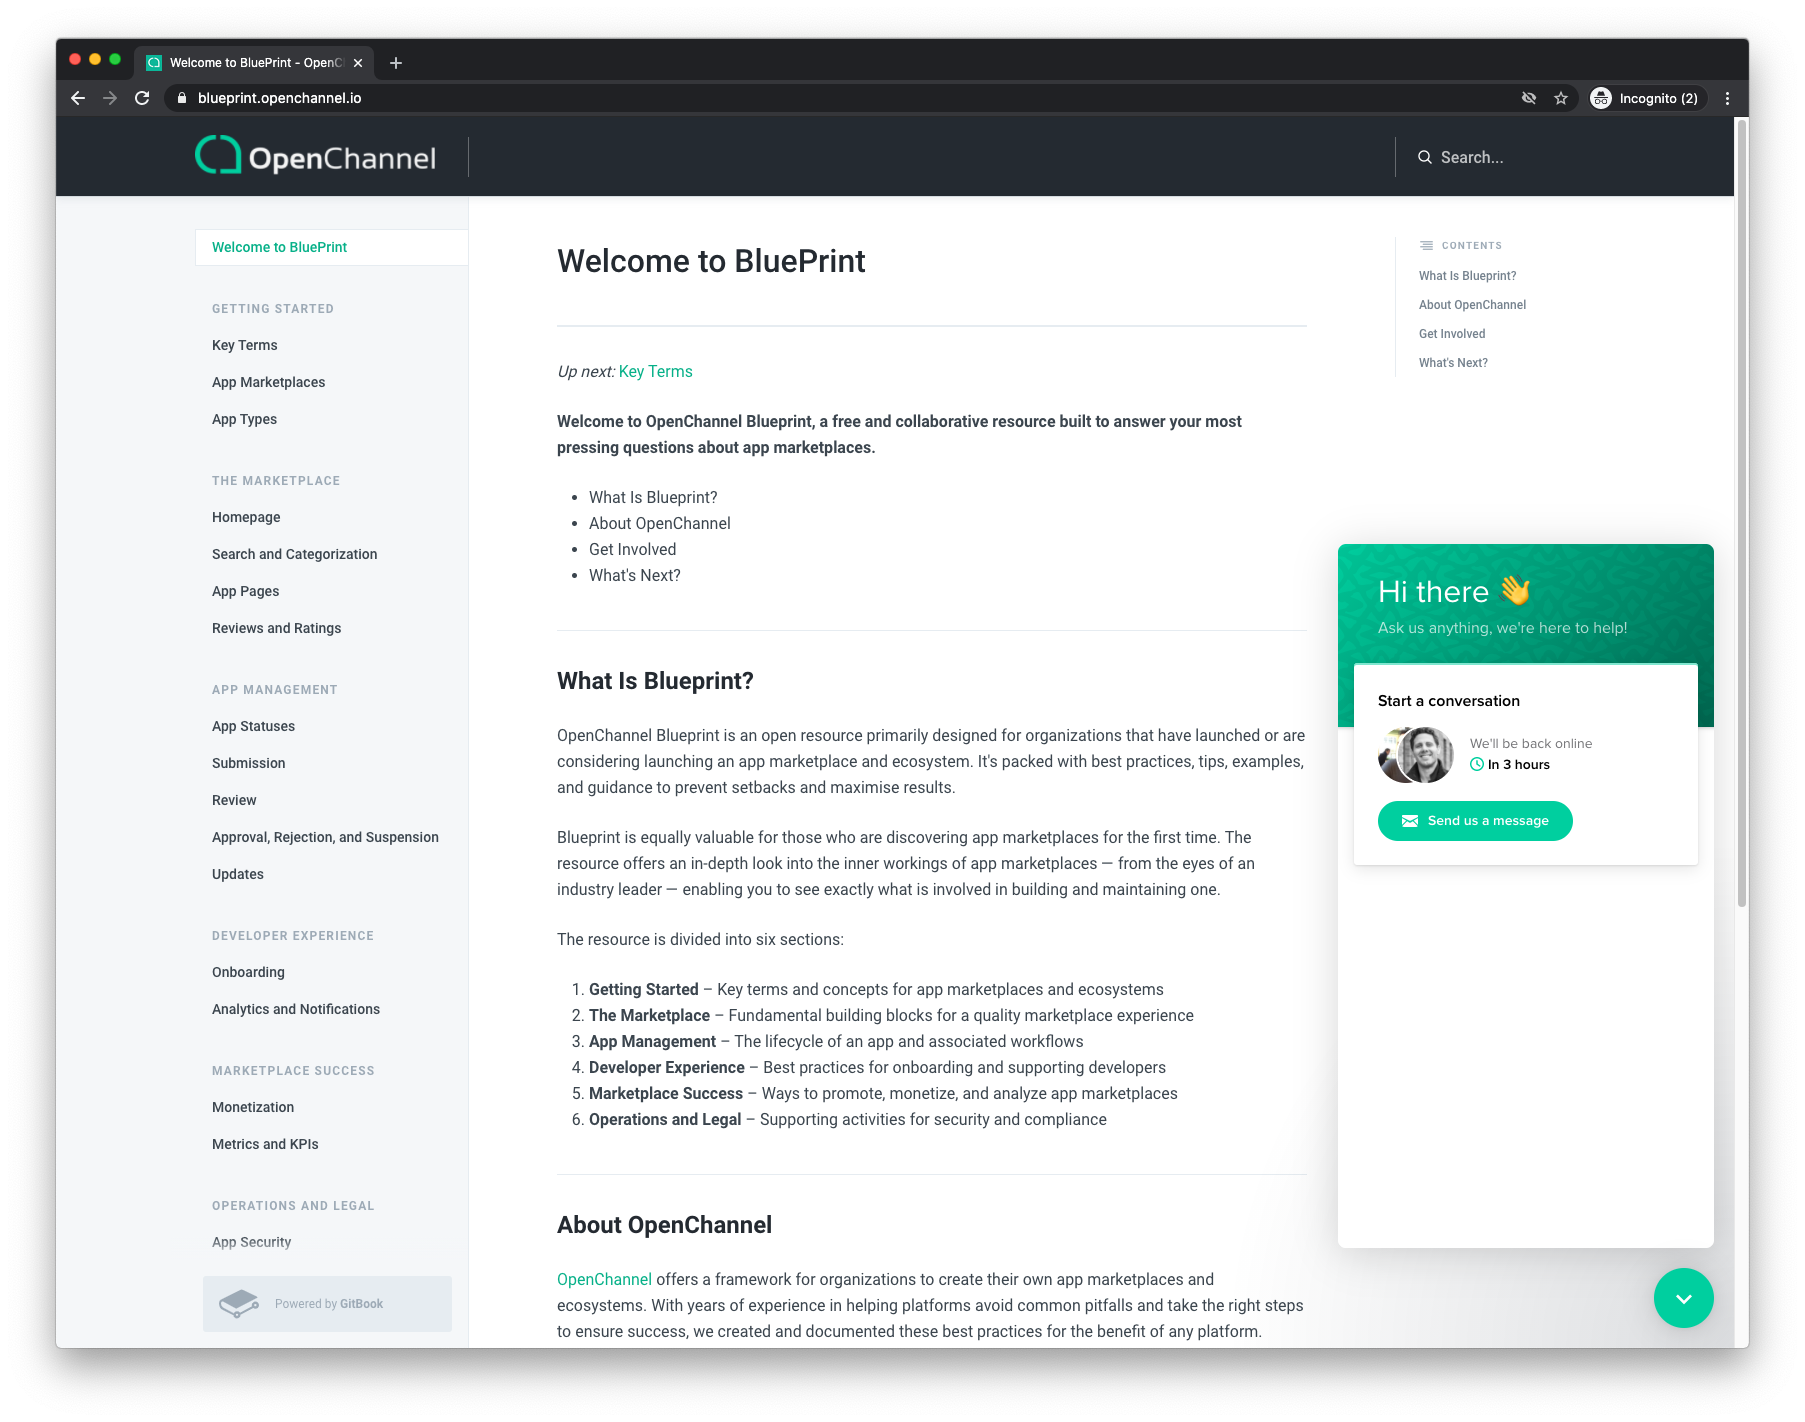 Welcome to BluePrint - OpenC
blueprint.openchannel.io
Incognito (2)
OpenChannel
Search...
Welcome to BluePrint
GETTING STARTED
Key Terms
App Marketplaces
App Types
THE MARKETPLACE
Homepage
Search and Categorization
App Pages
Reviews and Ratings
APP MANAGEMENT
App Statuses
Submission
Review
Approval, Rejection, and Suspension
Updates
DEVELOPER EXPERIENCE
Onboarding
Analytics and Notifications
MARKETPLACE SUCCESS
Monetization
Metrics and KPIs
OPERATIONS AND LEGAL
App Security
Powered by GitBook
Welcome to BluePrint
Up next: Key Terms
Welcome to OpenChannel Blueprint, a free and collaborative resource built to answer your most
pressing questions about app marketplaces.
• What Is Blueprint?
• About OpenChannel
• Get Involved
• What's Next?
What Is Blueprint?
OpenChannel Blueprint is an open resource primarily designed for organizations that have launched or are
considering launching an app marketplace and ecosystem. It's packed with best practices, tips, examples,
and guidance to prevent setbacks and maximise results.
Blueprint is equally valuable for those who are discovering app marketplaces for the first time. The
resource offers an in-depth look into the inner workings of app marketplaces — from the eyes of an
industry leader — enabling you to see exactly what is involved in building and maintaining one.
The resource is divided into six sections:
1. Getting Started – Key terms and concepts for app marketplaces and ecosystems
2. The Marketplace – Fundamental building blocks for a quality marketplace experience
3. App Management – The lifecycle of an app and associated workflows
4. Developer Experience – Best practices for onboarding and supporting developers
5. Marketplace Success – Ways to promote, monetize, and analyze app marketplaces
6. Operations and Legal – Supporting activities for security and compliance
About OpenChannel
OpenChannel offers a framework for organizations to create their own app marketplaces and
ecosystems. With years of experience in helping platforms avoid common pitfalls and take the right steps
to ensure success, we created and documented these best practices for the benefit of any platform.
CONTENTS
What Is Blueprint?
About OpenChannel
Get Involved
What's Next?
Hi there 👋
Ask us anything, we're here to help!
Start a conversation
We'll be back online
In 3 hours
Send us a message